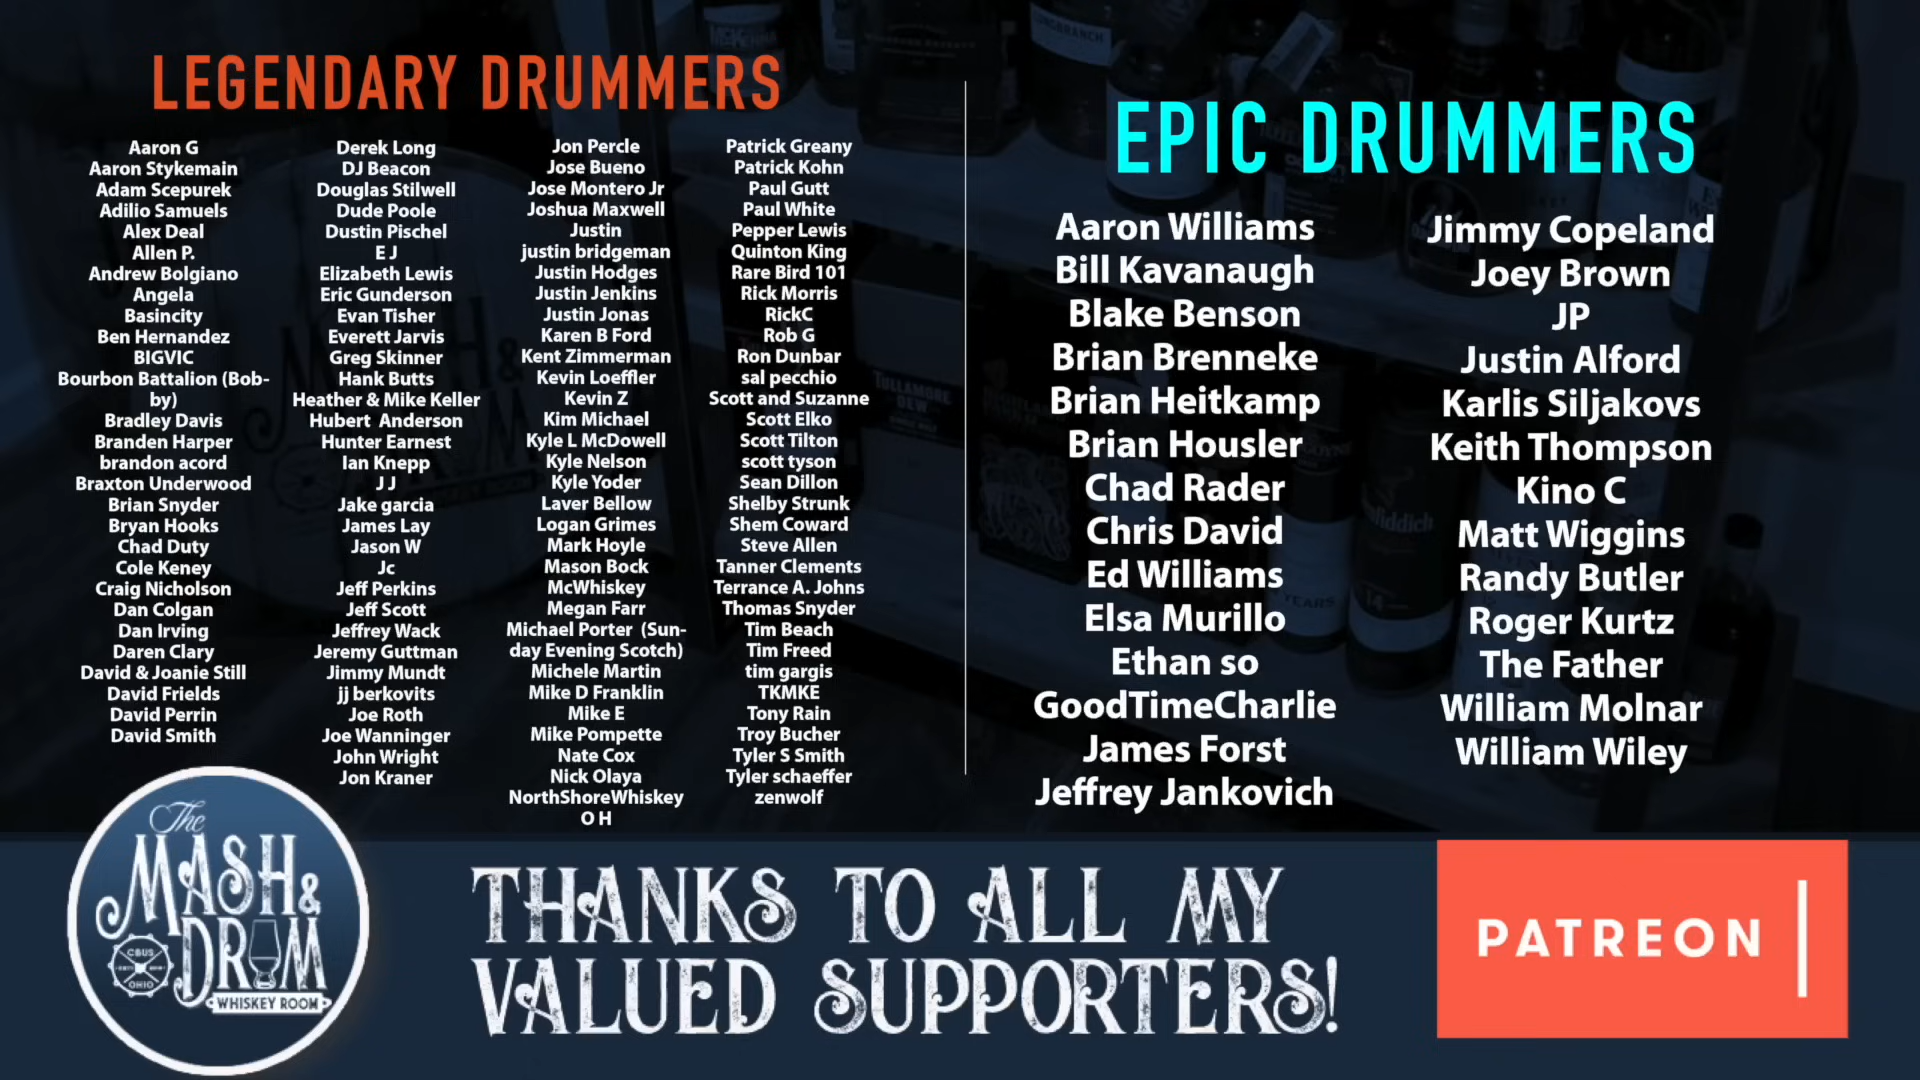 LEGENDARY DRUMMERS
Aaron G
Aaron Stykemain
Adam Scepurek
Adilio Samuels
Alex Deal
Allen P.
Andrew Bolgiano
Angela
Basincity
Ben Hernandez
BIGVIC
Bourbon Battalion (Bob-
by)
Bradley Davis
Branden Harper
brandon acord
Braxton Underwood
Brian Snyder
Bryan Hooks
Chad Duty
Cole Keney
Craig Nicholson
Dan Colgan
Dan Irving
Daren Clary
David & Joanie Still
David Frields
David Perrin
David Smith
Derek Long
DJ Beacon
Douglas Stilwell
Dude Poole
Dustin Pischel
E J
Elizabeth Lewis
Eric Gunderson
Evan Tisher
Everett Jarvis
Greg Skinner
Hank Butts
Heather & Mike Keller
Hubert Anderson
Hunter Earnest
Ian Knepp
J J
Jake garcia
James Lay
Jason W
Jc
Jeff Perkins
Jeff Scott
Jeffrey Wack
Jeremy Guttman
Jimmy Mundt
jj berkovits
Joe Roth
Joe Wanninger
John Wright
Jon Kraner
Jon Percle
Jose Bueno
Jose Montero Jr
Joshua Maxwell
Justin
justin bridgeman
Justin Hodges
Justin Jenkins
Justin Jonas
Karen B Ford
Kent Zimmerman
Kevin Loeffler
Kevin Z
Kim Michael
Kyle L McDowell
Kyle Nelson
Kyle Yoder
Laver Bellow
Logan Grimes
Mark Hoyle
Mason Bock
McWhiskey
Megan Farr
Michael Porter (Sun-
day Evening Scotch)
Michele Martin
Mike D Franklin
Mike E
Mike Pompette
Nate Cox
Nick Olaya
NorthShoreWhiskey
O H
Patrick Greany
Patrick Kohn
Paul Gutt
Paul White
Pepper Lewis
Quinton King
Rare Bird 101
Rick Morris
RickC
Rob G
Ron Dunbar
sal pecchio
Scott and Suzanne
Scott Elko
Scott Tilton
scott tyson
Sean Dillon
Shelby Strunk
Shem Coward
Steve Allen
Tanner Clements
Terrance A. Johns
Thomas Snyder
Tim Beach
Tim Freed
tim gargis
TKMKE
Tony Rain
Troy Bucher
Tyler S Smith
Tyler schaeffer
zenwolf
EPIC DRUMMERS
Aaron Williams
Bill Kavanaugh
Blake Benson
Brian Brenneke
Brian Heitkamp
Brian Housler
Chad Rader
Chris David
Ed Williams
Elsa Murillo
Ethan so
GoodTimeCharlie
James Forst
Jeffrey Jankovich
Jimmy Copeland
Joey Brown
JP
Justin Alford
Karlis Siljakovs
Keith Thompson
Kino C
Matt Wiggins
Randy Butler
Roger Kurtz
The Father
William Molnar
William Wiley
The
MASH &
DRUM
CBUS
OHIO
WHISKEY ROOM
THANKS TO ALL MY
VALUED SUPPORTERS!
PATREON
LONGBRANCH
TULLAMORE
DEW